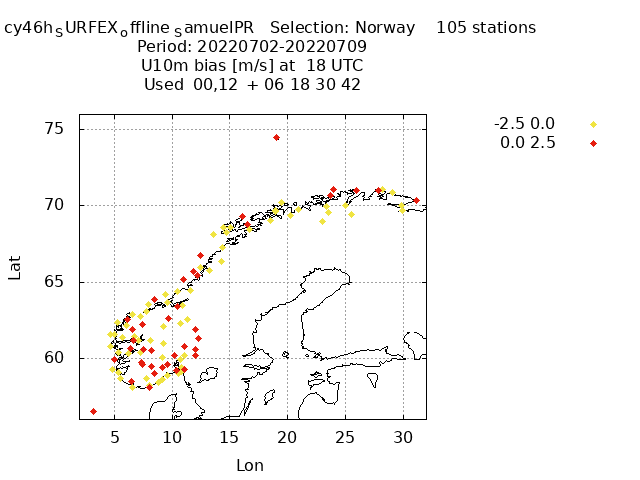 cy46h_SURFEX_offline_SamuelPR Selection: Norway 105 stations
Period: 20220702-20220709
U10m bias [m/s] at 18 UTC
Used 00,12 + 06 18 30 42
-2.5 0.0
0.0 2.5
75
70
65
60
Lat
5 10 15 20 25 30
Lon